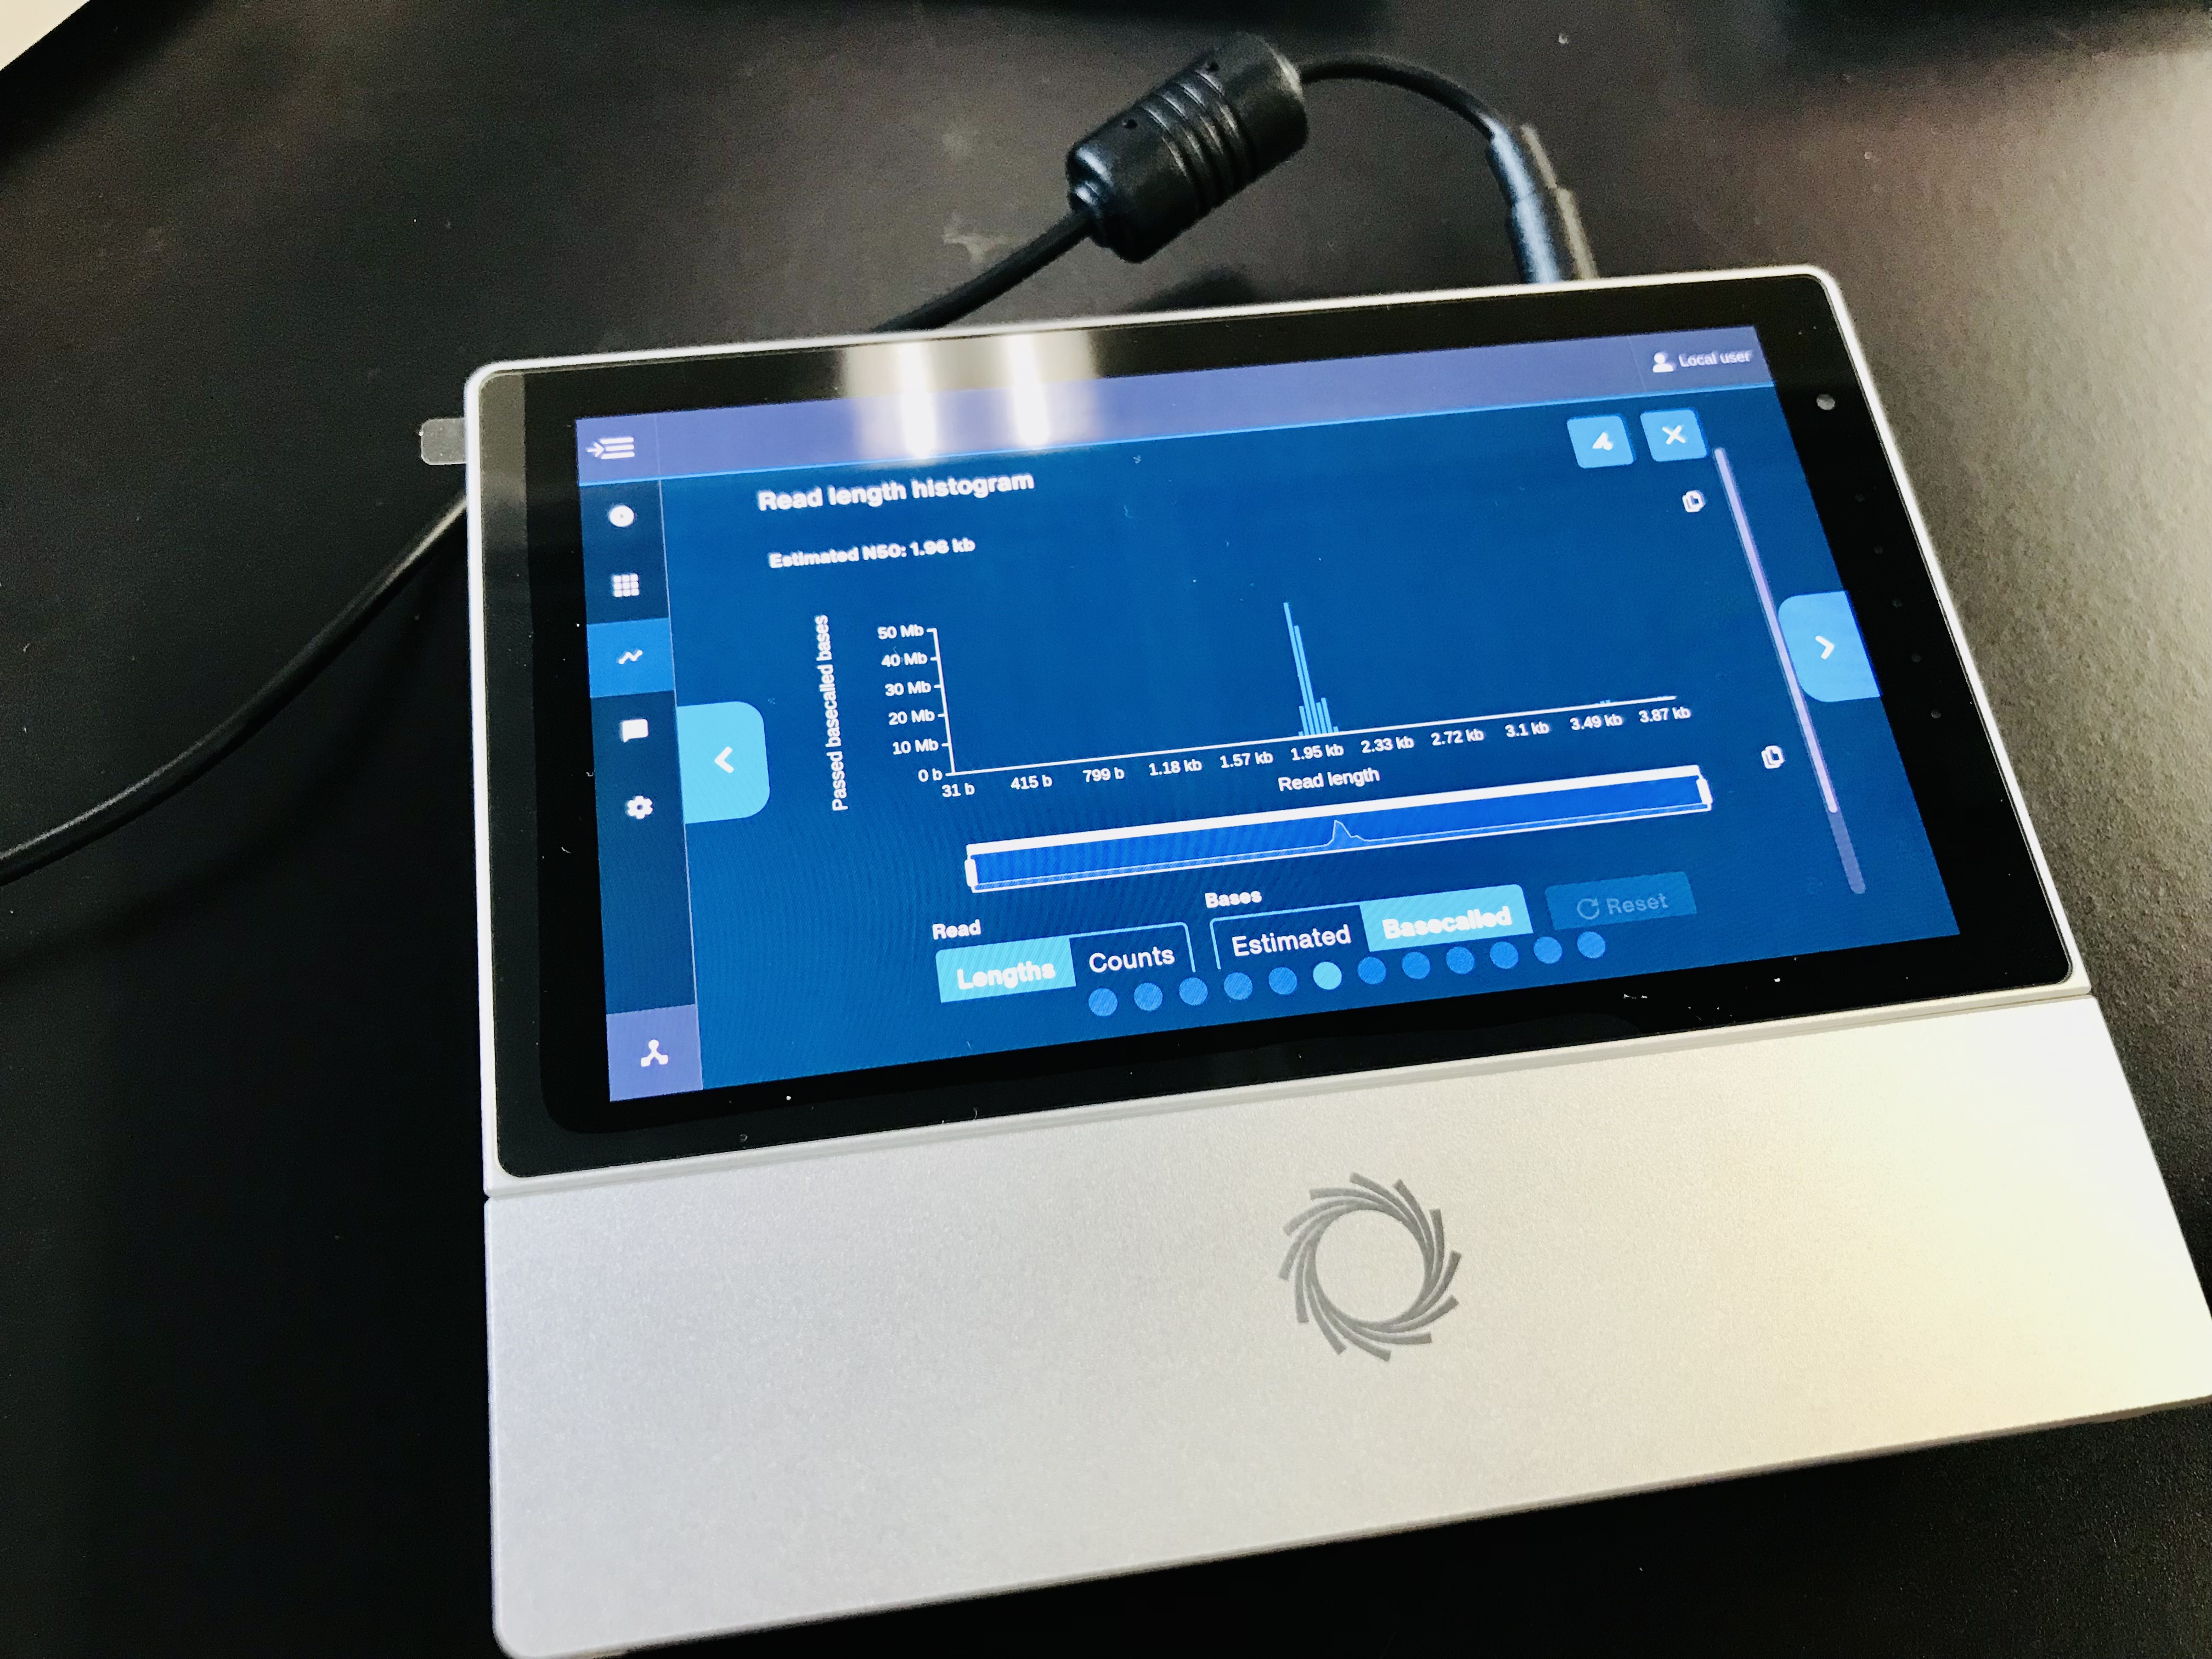 Local user
Read length histogram
Estimated N50: 1.96 kb
Passed basecalled bases
50 Mb
40 Mb
30 Mb
20 Mb
10 Mb
0 b
31 b 415 b 799 b 1.18 kb 1.57 kb 1.95 kb 2.33 kb 2.72 kb 3.1 kb 3.49 kb 3.87 kb
Read length
Read Bases
Lengths Counts Estimated Basecalled Reset